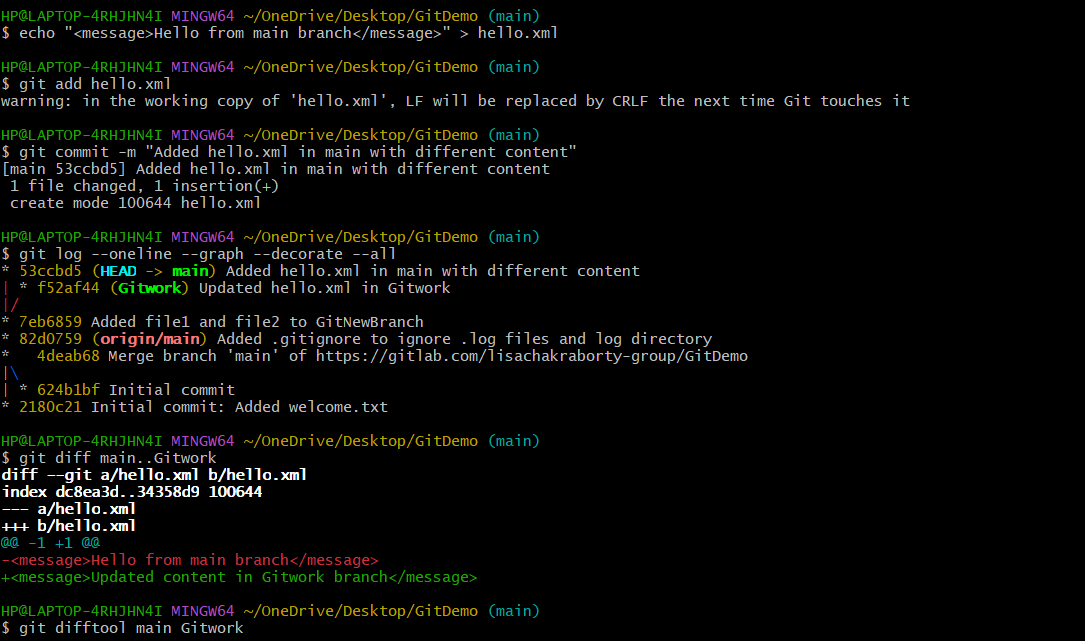 HP@LAPTOP-4RHJHN4I MINGW64 ~/OneDrive/Desktop/GitDemo (main)
$ echo "<message>Hello from main branch</message>" > hello.xml

HP@LAPTOP-4RHJHN4I MINGW64 ~/OneDrive/Desktop/GitDemo (main)
$ git add hello.xml
warning: in the working copy of 'hello.xml', LF will be replaced by CRLF the next time Git touches it

HP@LAPTOP-4RHJHN4I MINGW64 ~/OneDrive/Desktop/GitDemo (main)
$ git commit -m "Added hello.xml in main with different content"
[main 53ccbd5] Added hello.xml in main with different content
 1 file changed, 1 insertion(+)
 create mode 100644 hello.xml

HP@LAPTOP-4RHJHN4I MINGW64 ~/OneDrive/Desktop/GitDemo (main)
$ git log --oneline --graph --decorate --all
* 53ccbd5 (HEAD -> main) Added hello.xml in main with different content
| * f52af44 (Gitwork) Updated hello.xml in Gitwork
|/
* 7eb6859 Added file1 and file2 to GitNewBranch
* 82d0759 (origin/main) Added .gitignore to ignore .log files and log directory
*   4deab68 Merge branch 'main' of https://gitlab.com/lisachakraborty-group/GitDemo
|\
| * 624b1bf Initial commit
* 2180c21 Initial commit: Added welcome.txt

HP@LAPTOP-4RHJHN4I MINGW64 ~/OneDrive/Desktop/GitDemo (main)
$ git diff main..Gitwork
diff --git a/hello.xml b/hello.xml
index dc8ea3d..34358d9 100644
--- a/hello.xml
+++ b/hello.xml
@@ -1 +1 @@
-<message>Hello from main branch</message>
+<message>Updated content in Gitwork branch</message>

HP@LAPTOP-4RHJHN4I MINGW64 ~/OneDrive/Desktop/GitDemo (main)
$ git difftool main Gitwork